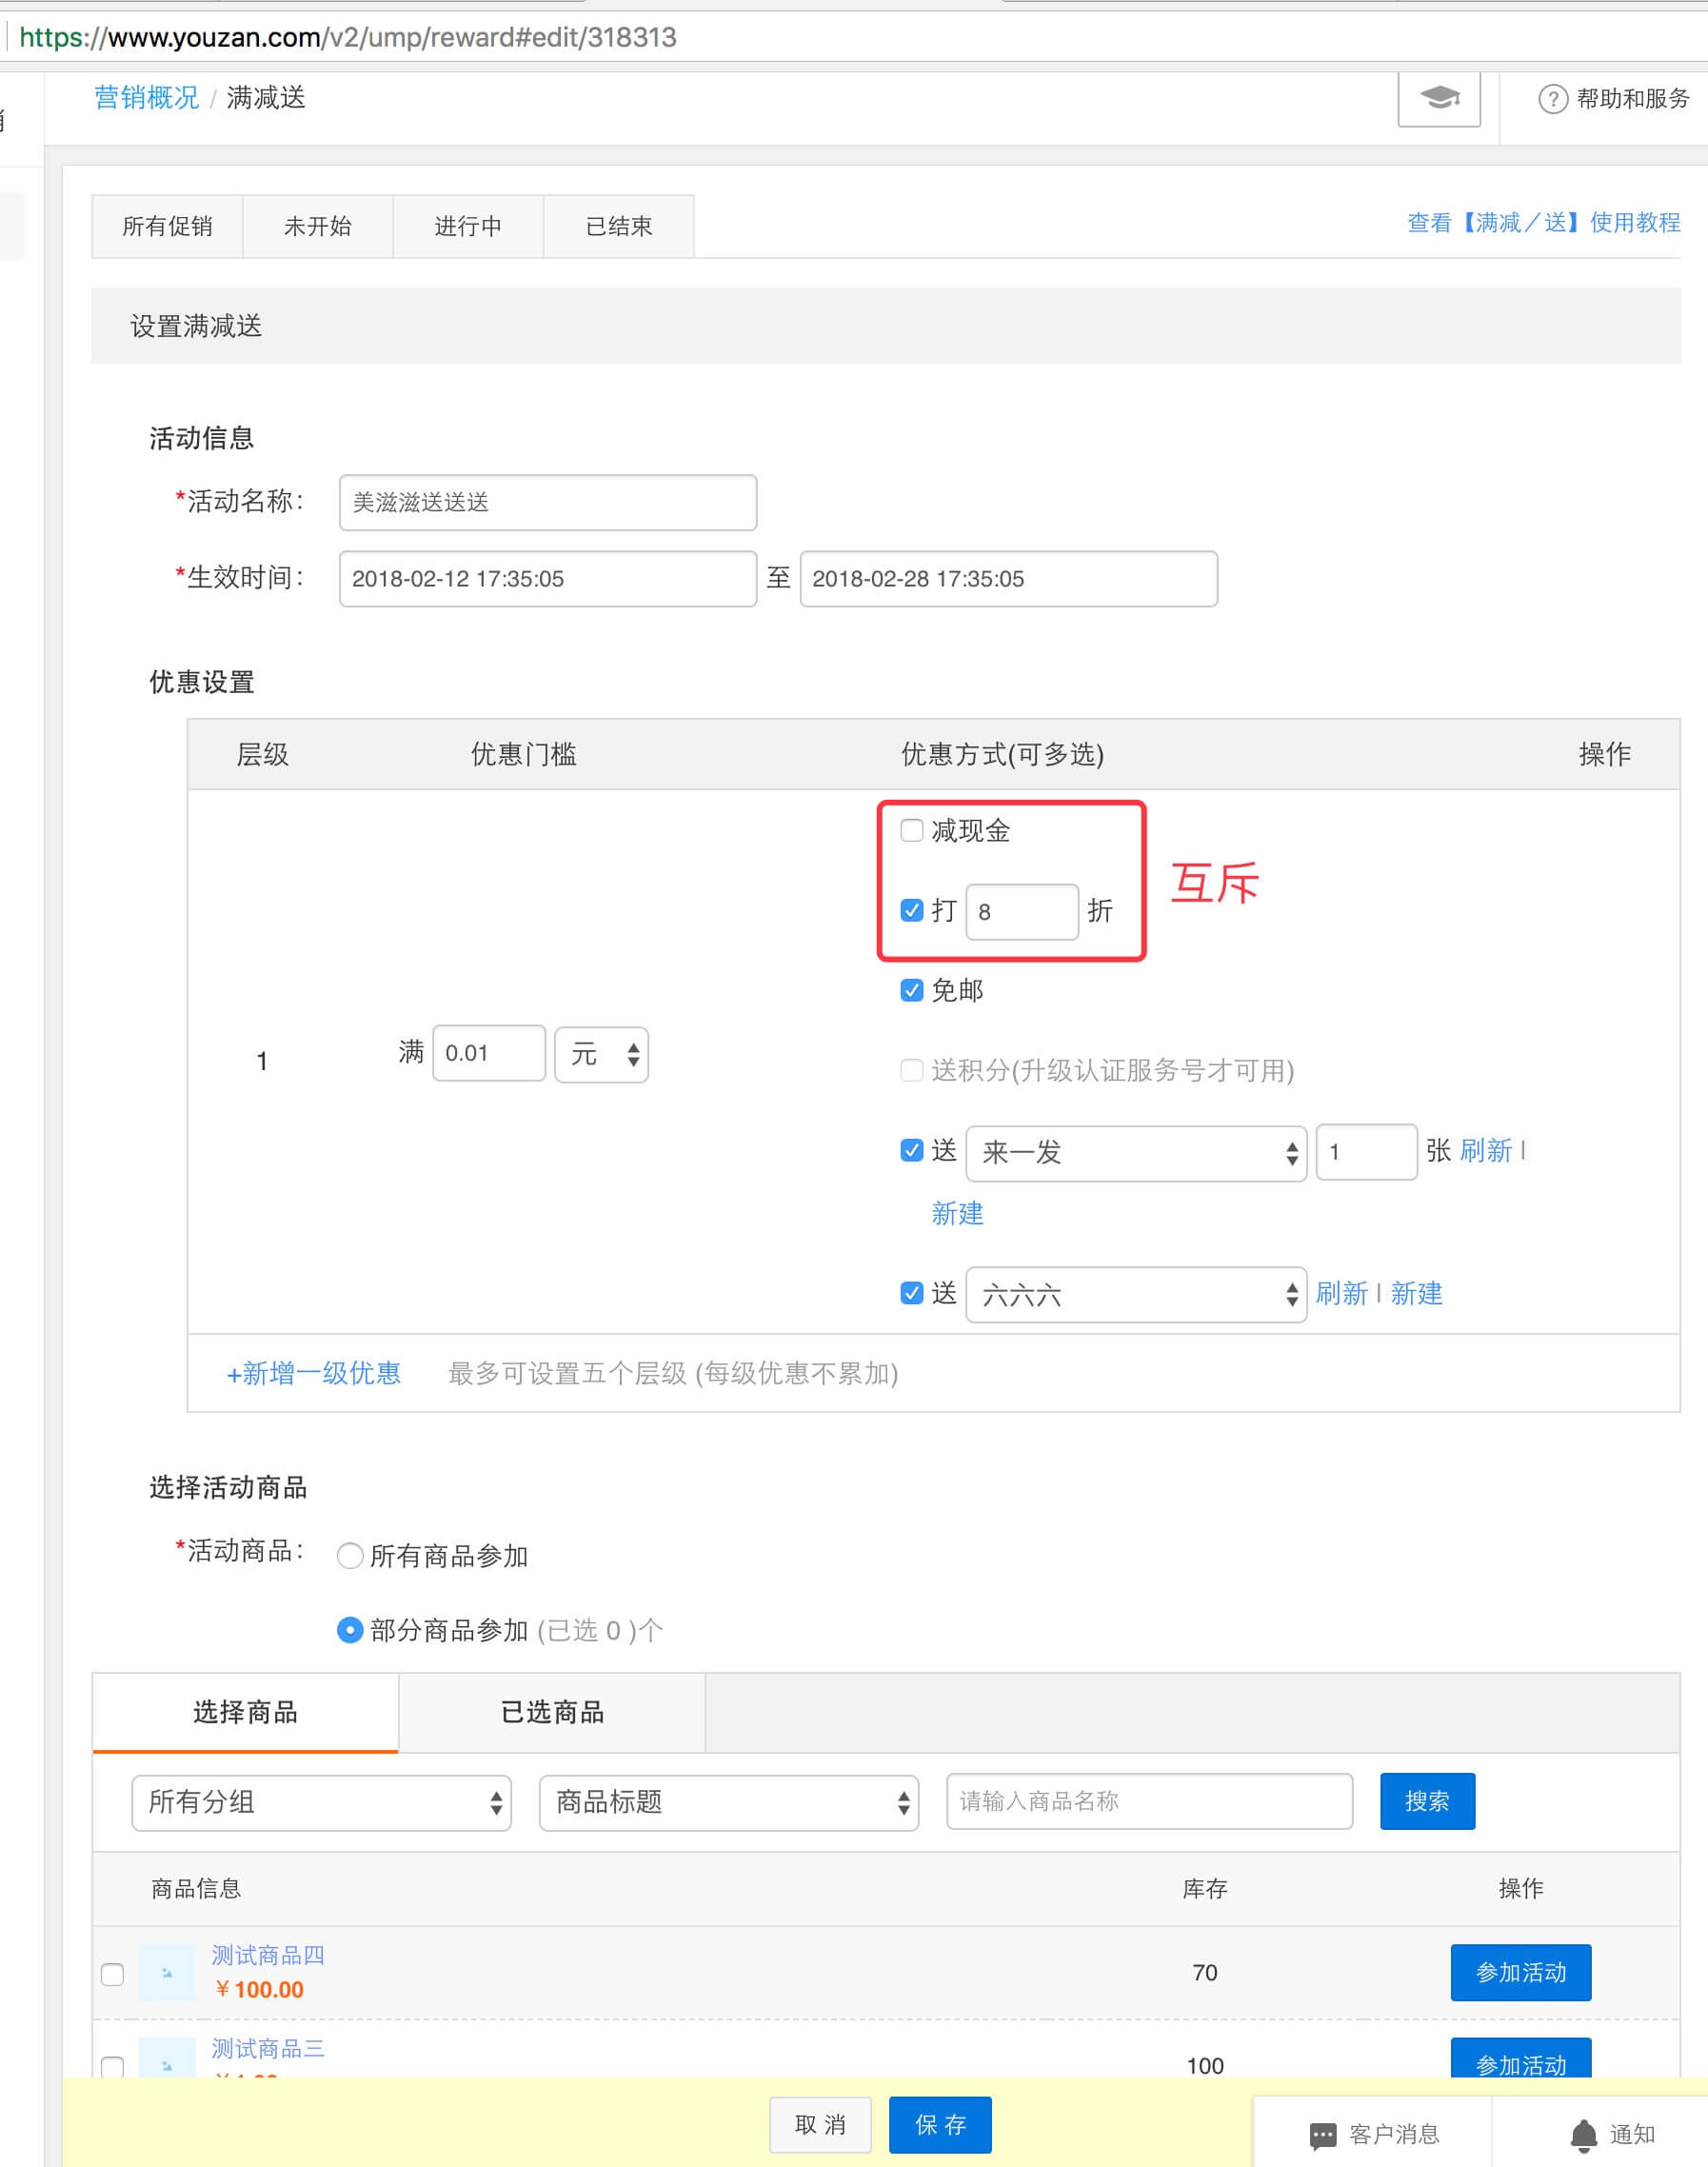 https://www.youzan.com/v2/ump/reward#edit/318313
营销概况 / 满减送
帮助和服务
所有促销 未开始 进行中 已结束
查看【满减／送】使用教程
设置满减送
活动信息
*活动名称: 美滋滋送送送
*生效时间: 2018-02-12 17:35:05 至 2018-02-28 17:35:05
优惠设置
层级 优惠门槛 优惠方式(可多选) 操作
减现金
互斥
打 8 折
免邮
1 满 0.01 元
送积分(升级认证服务号才可用)
送 来一发 1 张 刷新 |
新建
送 六六六 刷新 | 新建
+新增一级优惠 最多可设置五个层级 (每级优惠不累加)
选择活动商品
*活动商品: 所有商品参加
部分商品参加 (已选 0 )个
选择商品 已选商品
所有分组 商品标题 请输入商品名称 搜索
商品信息 库存 操作
测试商品四
￥100.00
70 参加活动
测试商品三
100 参加活动
取 消 保 存
客户消息 通知